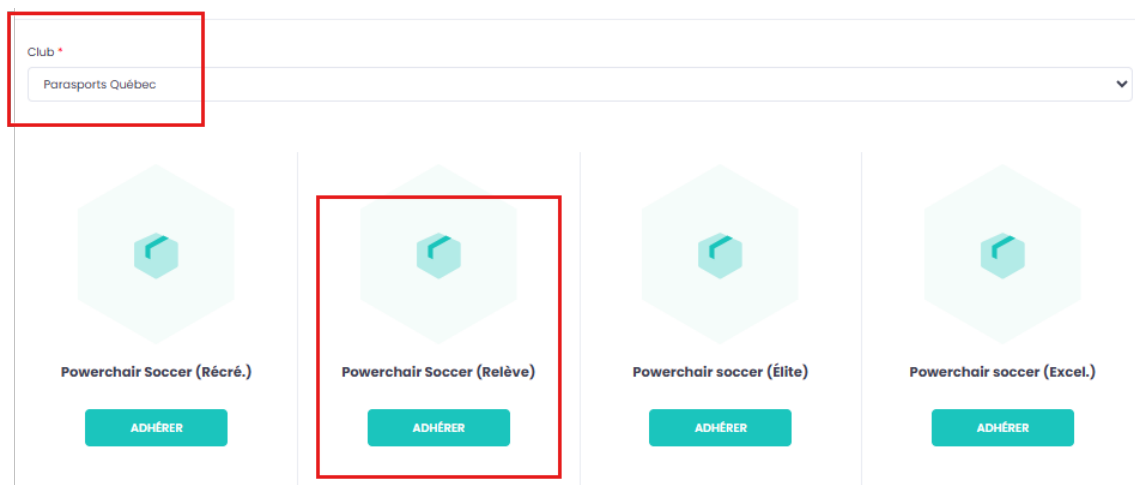 Club *
Parasports Québec
Powerchair Soccer (Récré.)
Powerchair Soccer (Relève)
Powerchair soccer (Élite)
Powerchair soccer (Excel.)
ADHÉRER
ADHÉRER
ADHÉRER
ADHÉRER